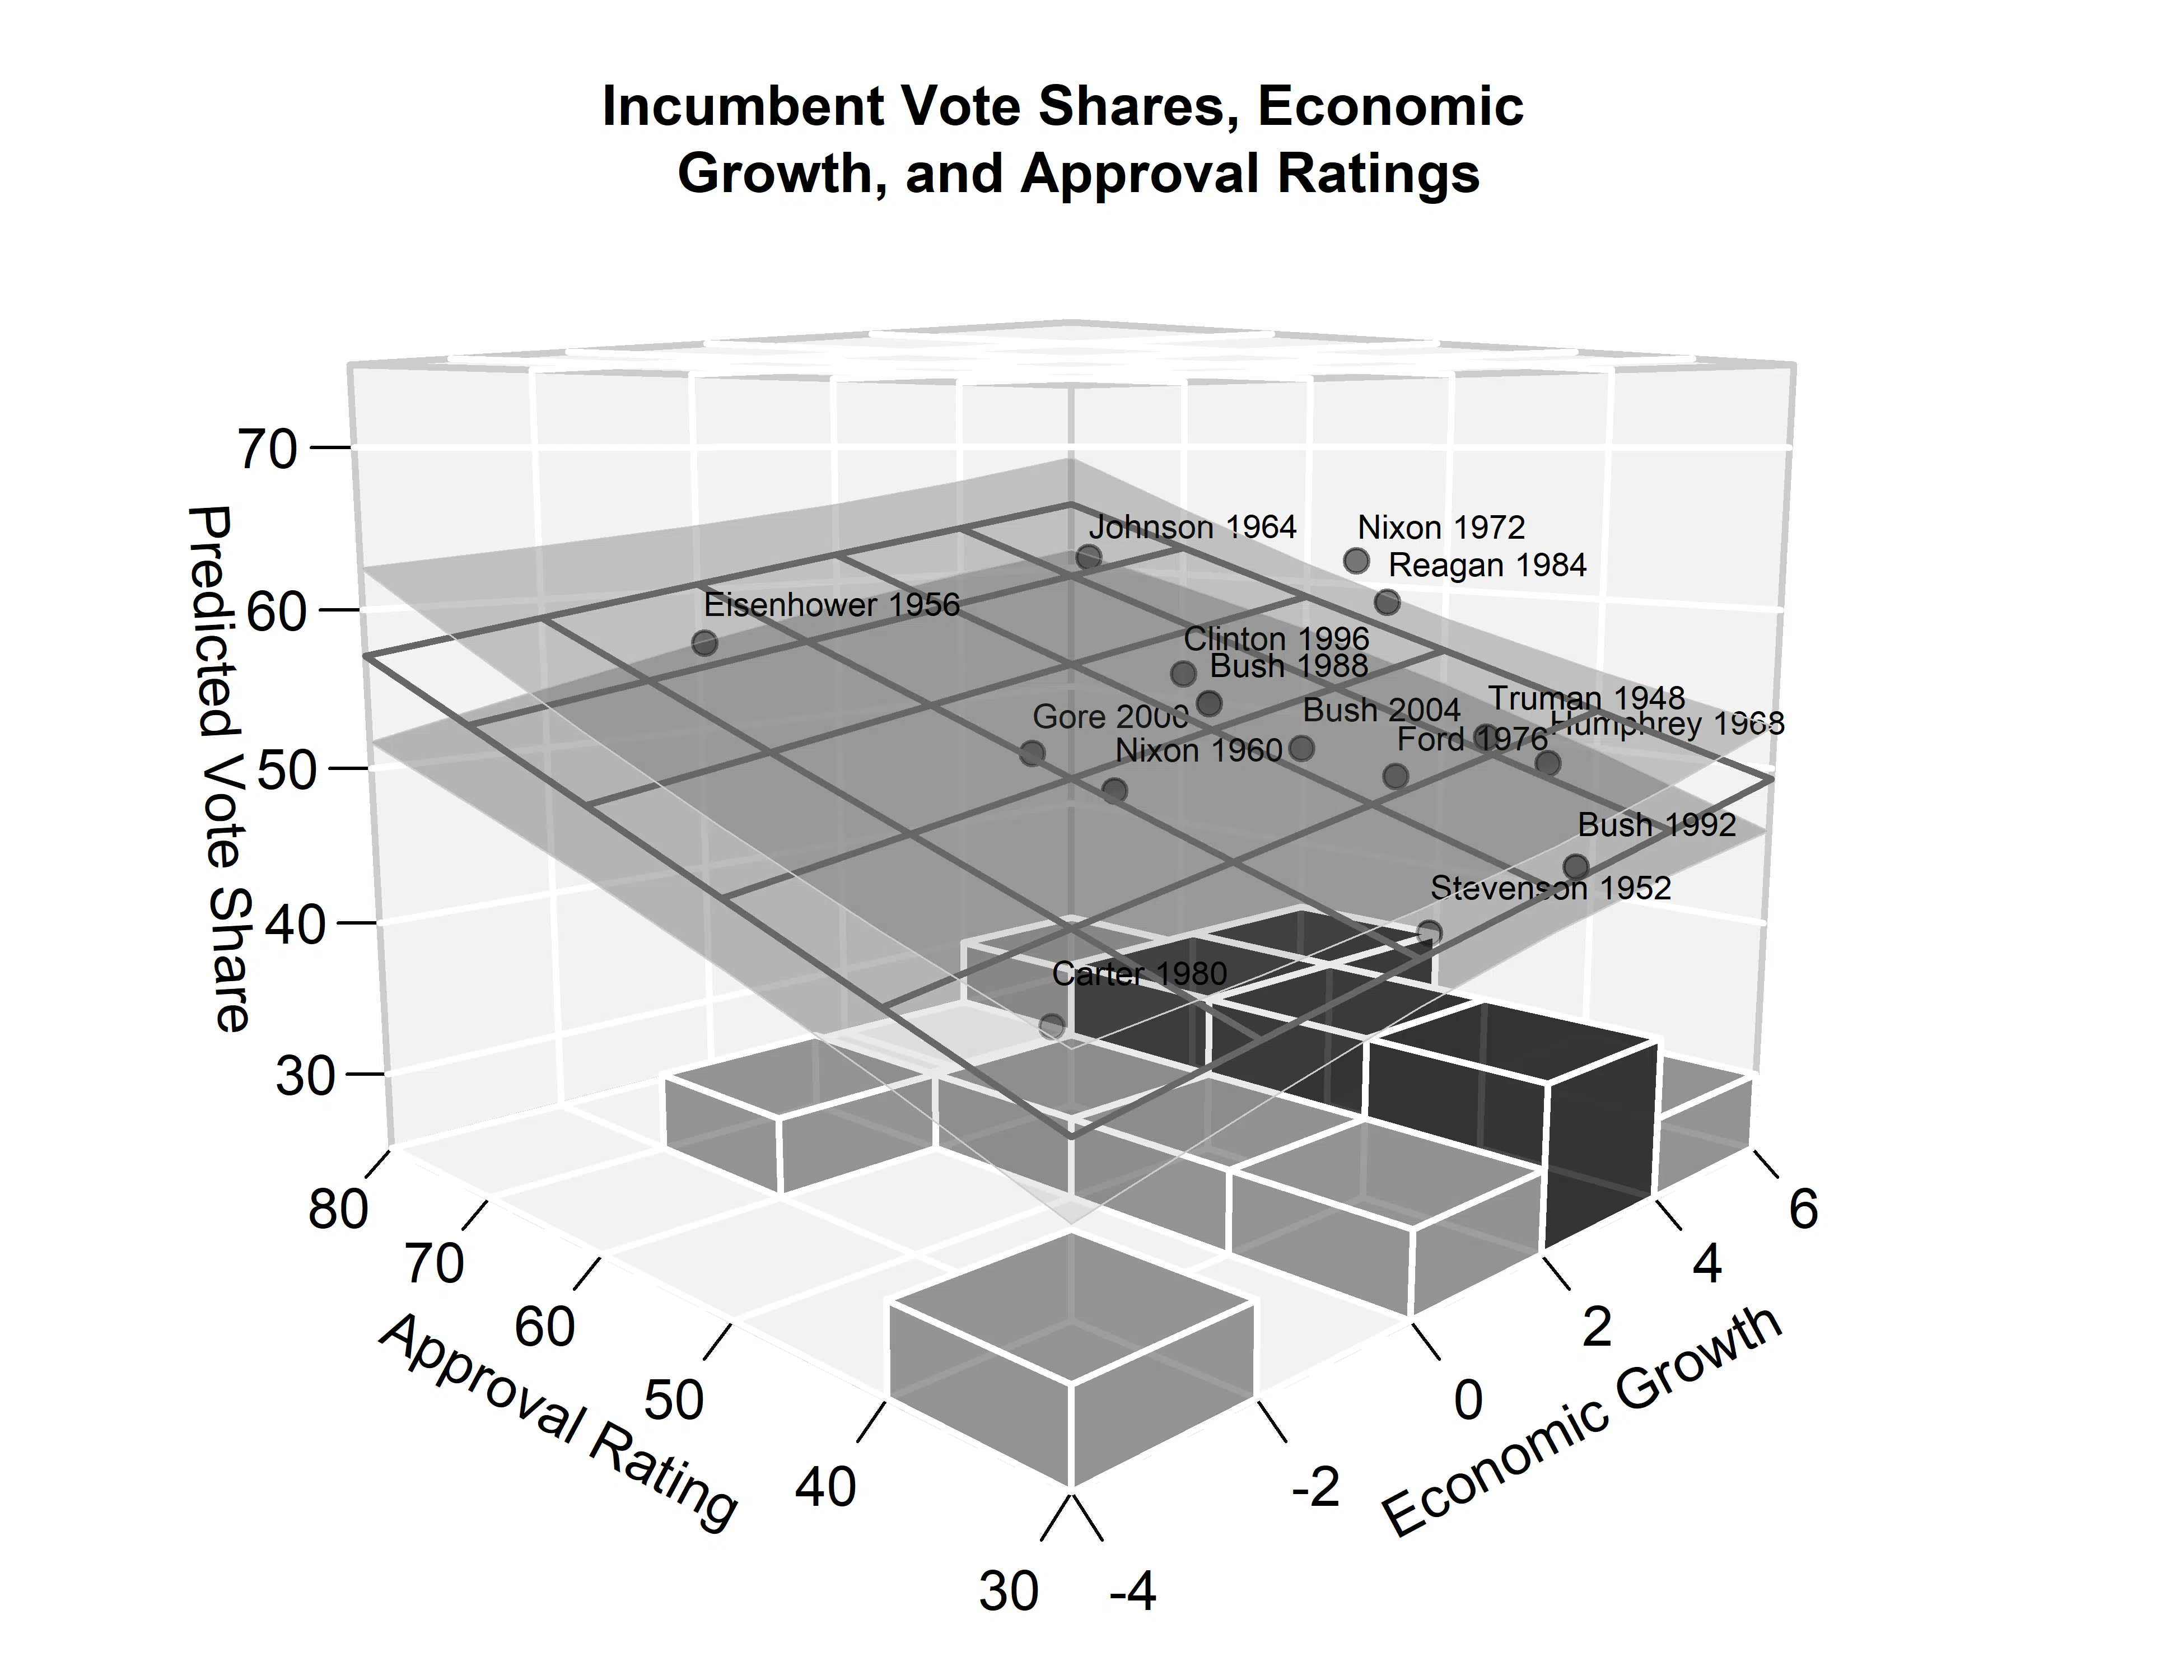 Incumbent Vote Shares, Economic
Growth, and Approval Ratings
Johnson 1964
Nixon 1972
Reagan 1984
Eisenhower 1956
Clinton 1996
Bush 1988
Truman 1948
Gore 2000
Bush 2004
Humphrey 1968
Nixon 1960
Ford 1976
Bush 1992
Stevenson 1952
Carter 1980
Predicted Vote Share
70
60
50
40
30
Approval Rating
80
70
60
50
40
30
Economic Growth
-4
-2
0
2
4
6